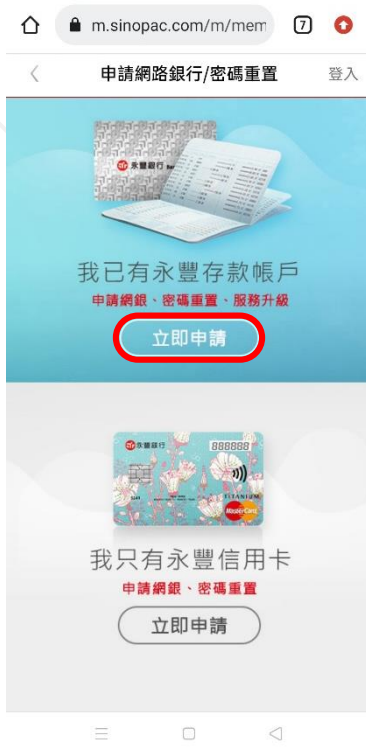 m.sinopac.com/m/mem
7
申請網路銀行/密碼重置
登入
永豐銀行
我已有永豐存款帳戶
申請網銀、密碼重置、服務升級
立即申請
永豐銀行
888888
TITANIUM
MasterCard
我只有永豐信用卡
申請網銀、密碼重置
立即申請